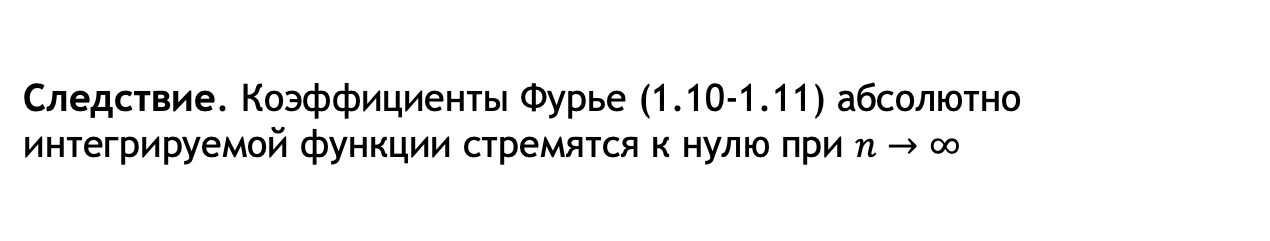 Следствие. Коэффициенты Фурье (1.10-1.11) абсолютно
интегрируемой функции стремятся к нулю при 𝑛 → ∞